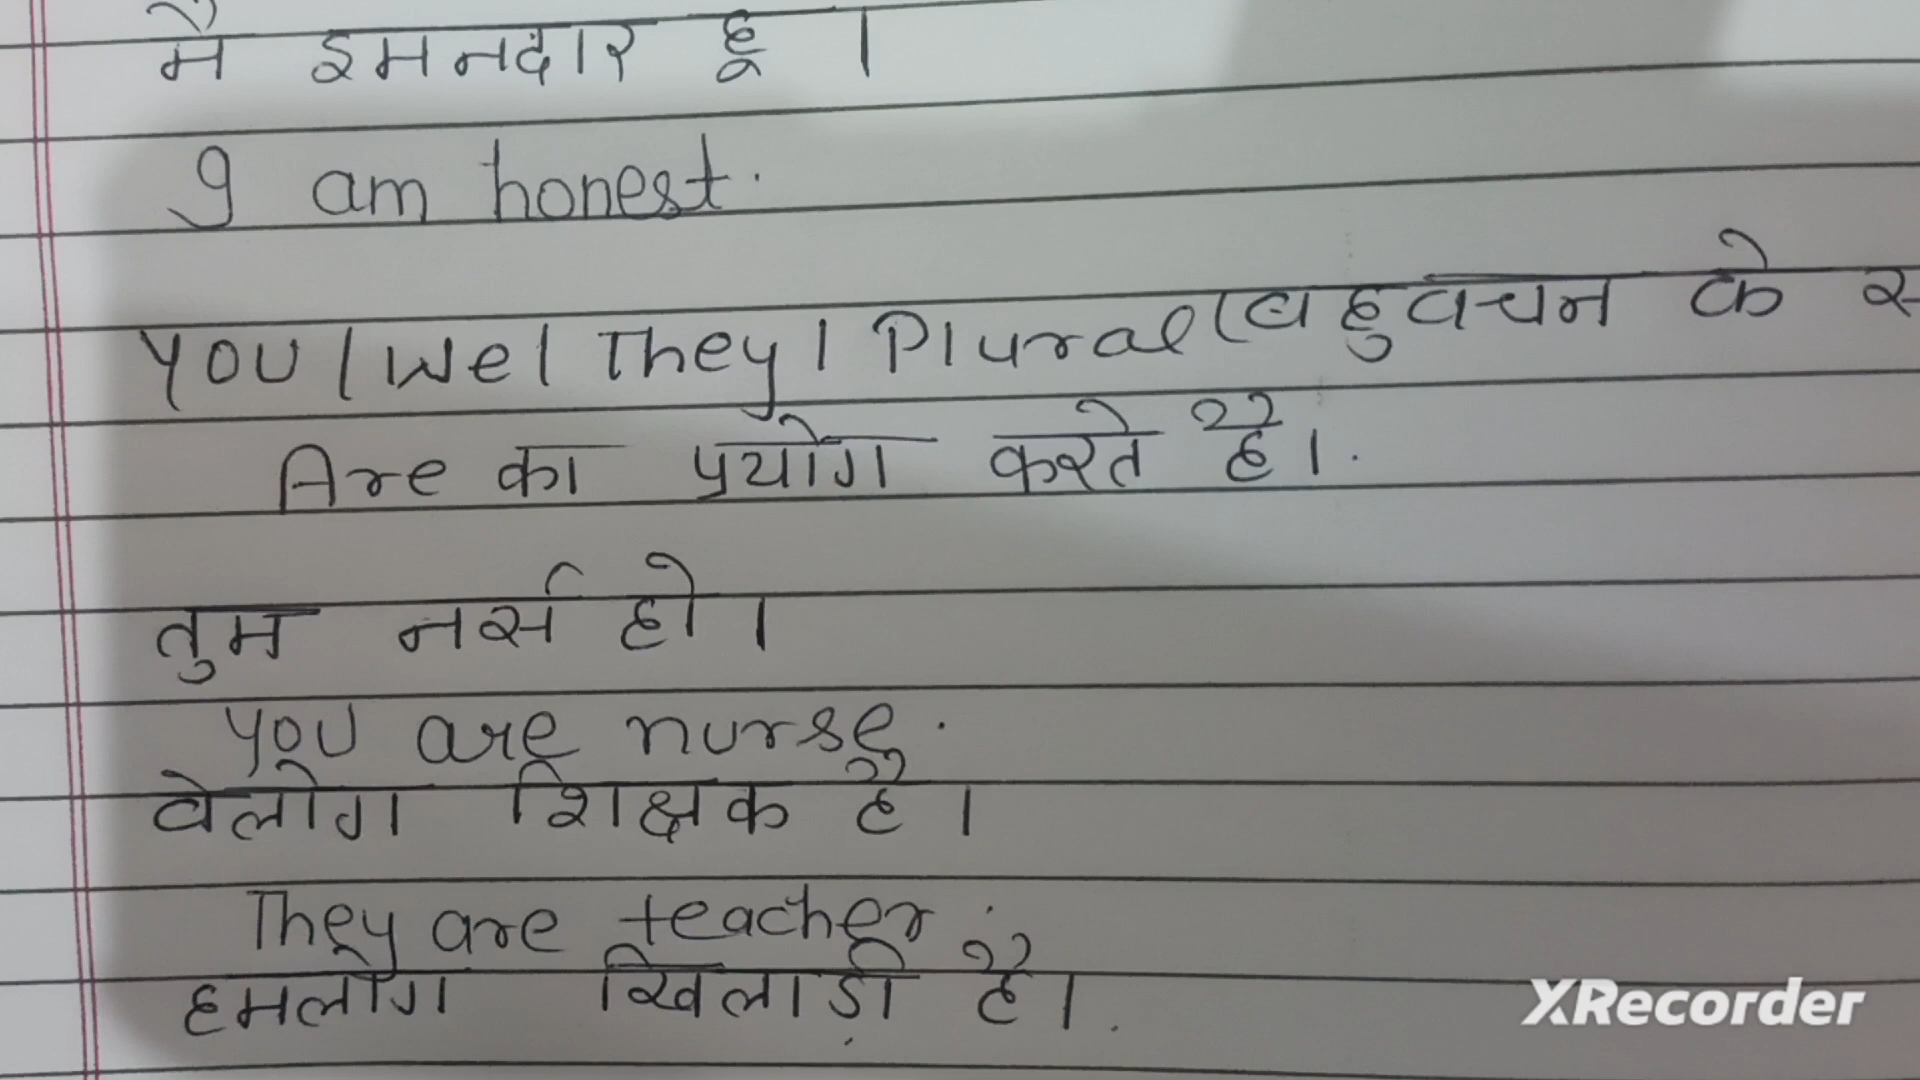 मै इमनदार हू ।
I am honest.
You / We / They / Plural (बहुवचन के
Are का प्रयोग करते है ।.
तुम नर्स हो ।
You are nurse.
वेलोग शिक्षक है ।
They are teacher.
हमलोग खिलाड़ी है ।.
XRecorder